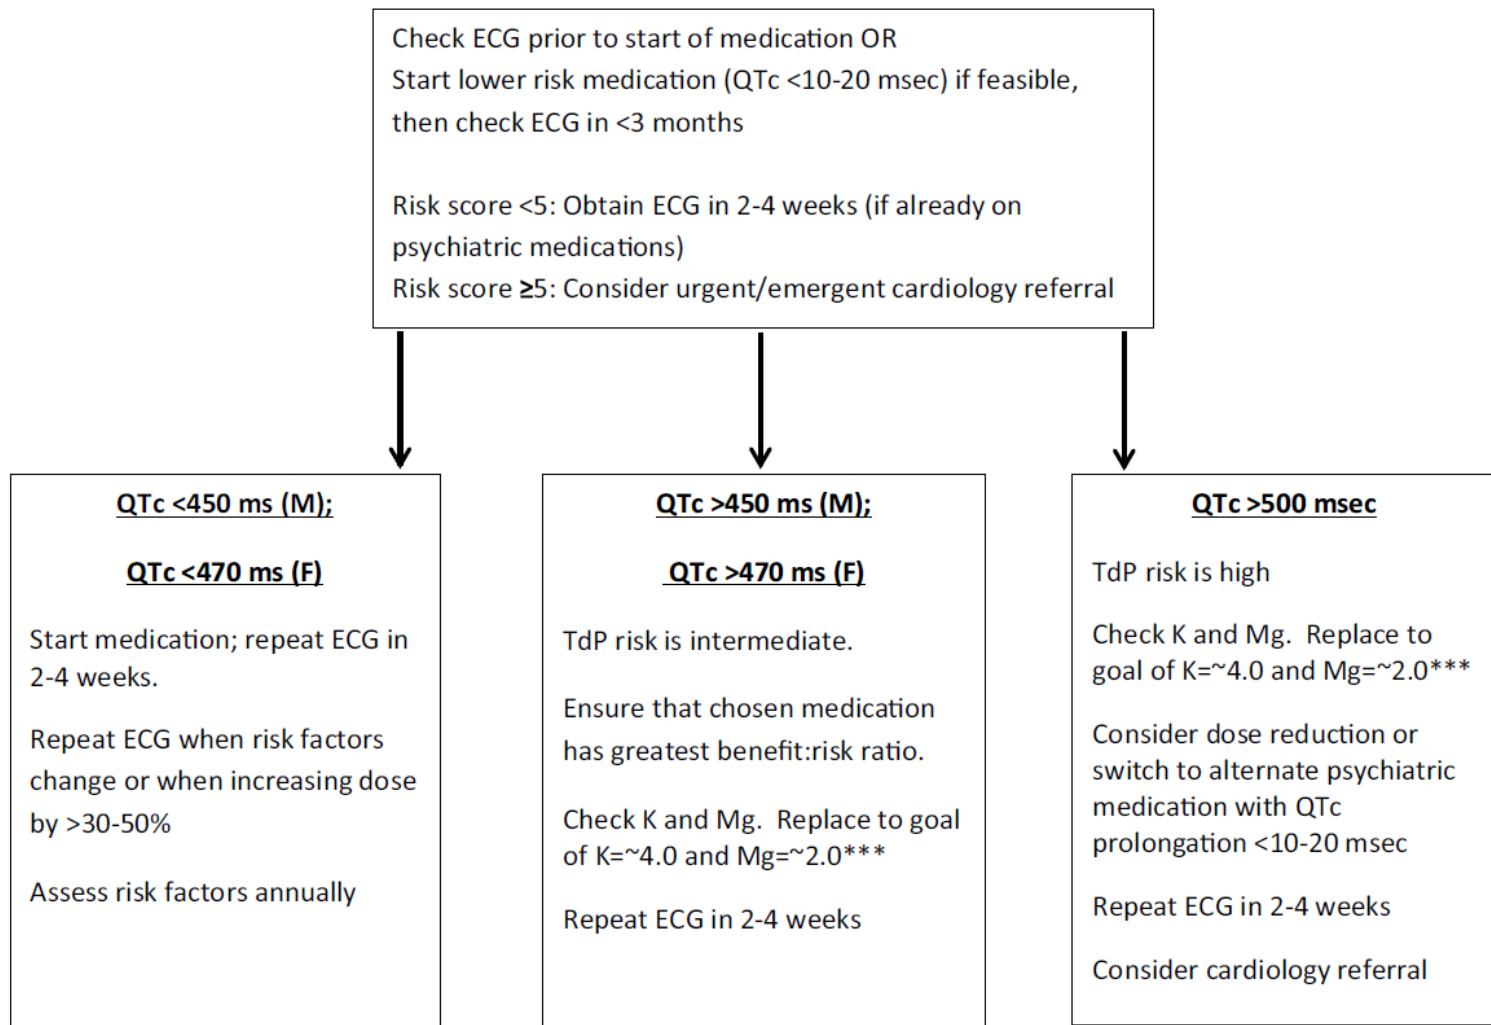 Check ECG prior to start of medication OR
Start lower risk medication (QTc <10-20 msec) if feasible,
then check ECG in <3 months
Risk score <5: Obtain ECG in 2-4 weeks (if already on
psychiatric medications)
Risk score ≥5: Consider urgent/emergent cardiology referral
QTc <450 ms (M);
QTc <470 ms (F)
Start medication; repeat ECG in
2-4 weeks.
Repeat ECG when risk factors
change or when increasing dose
by >30-50%
Assess risk factors annually
QTc >450 ms (M);
QTc >470 ms (F)
TdP risk is intermediate.
Ensure that chosen medication
has greatest benefit:risk ratio.
Check K and Mg.  Replace to goal
of K=~4.0 and Mg=~2.0***
Repeat ECG in 2-4 weeks
QTc >500 msec
TdP risk is high
Check K and Mg.  Replace to
goal of K=~4.0 and Mg=~2.0***
Consider dose reduction or
switch to alternate psychiatric
medication with QTc
prolongation <10-20 msec
Repeat ECG in 2-4 weeks
Consider cardiology referral